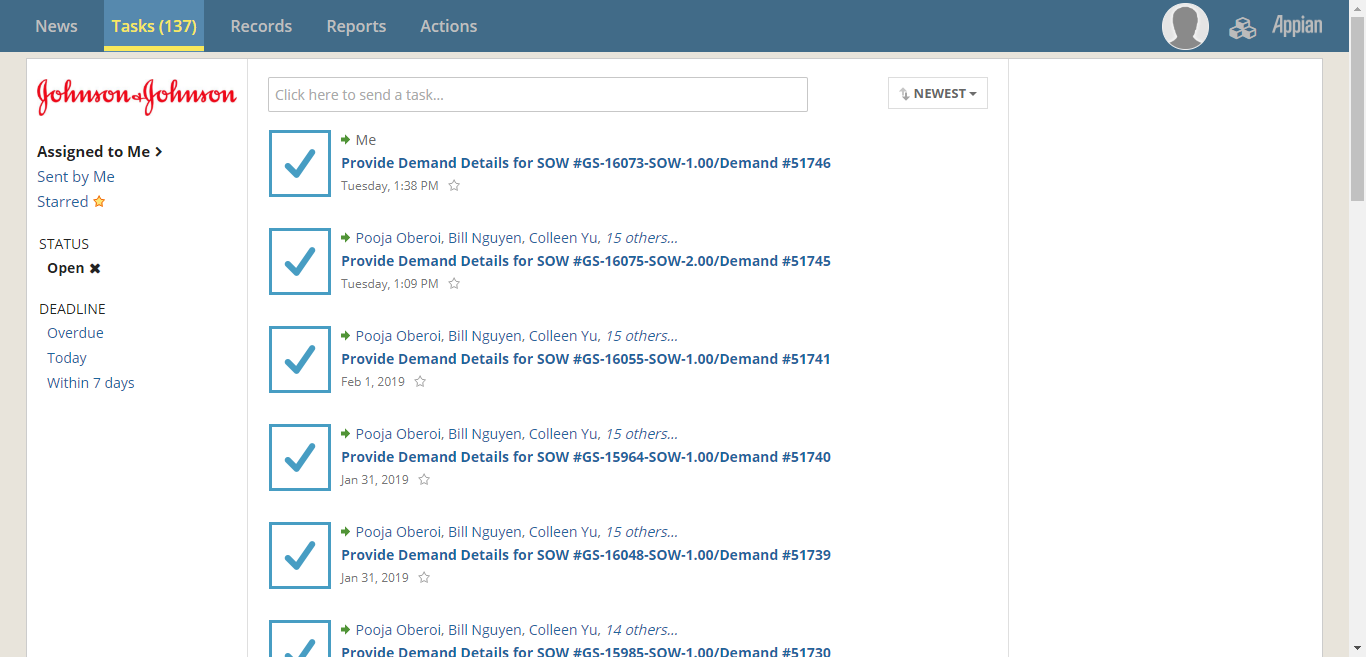 News Tasks (137) Records Reports Actions Appian
Johnson & Johnson
Click here to send a task...
NEWEST
Assigned to Me
Sent by Me
Starred
STATUS
Open
DEADLINE
Overdue
Today
Within 7 days
Me
Provide Demand Details for SOW #GS-16073-SOW-1.00/Demand #51746
Tuesday, 1:38 PM
Pooja Oberoi, Bill Nguyen, Colleen Yu, 15 others...
Provide Demand Details for SOW #GS-16075-SOW-2.00/Demand #51745
Tuesday, 1:09 PM
Pooja Oberoi, Bill Nguyen, Colleen Yu, 15 others...
Provide Demand Details for SOW #GS-16055-SOW-1.00/Demand #51741
Feb 1, 2019
Pooja Oberoi, Bill Nguyen, Colleen Yu, 15 others...
Provide Demand Details for SOW #GS-15964-SOW-1.00/Demand #51740
Jan 31, 2019
Pooja Oberoi, Bill Nguyen, Colleen Yu, 15 others...
Provide Demand Details for SOW #GS-16048-SOW-1.00/Demand #51739
Jan 31, 2019
Pooja Oberoi, Bill Nguyen, Colleen Yu, 14 others...
Provide Demand Details for SOW #GS-15985-SOW-1.00/Demand #51730